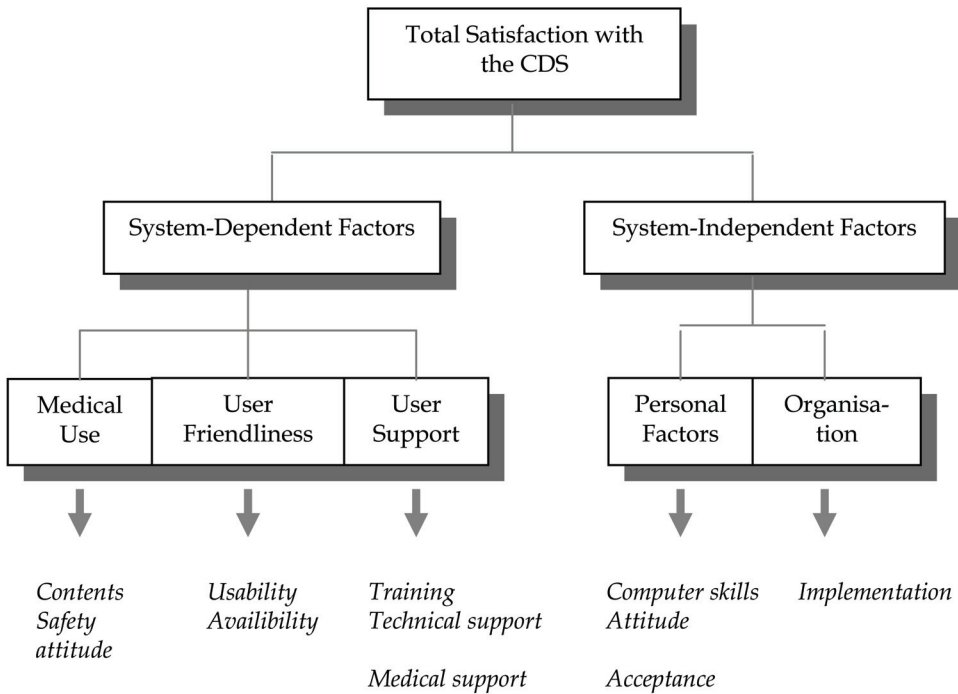 Total Satisfaction with
the CDS
System-Dependent Factors
System-Independent Factors
Medical
Use
User
Friendliness
User
Support
Personal
Factors
Organisa-
tion
Contents
Safety
attitude
Usability
Availibility
Training
Technical support
Medical support
Computer skills
Attitude
Acceptance
Implementation